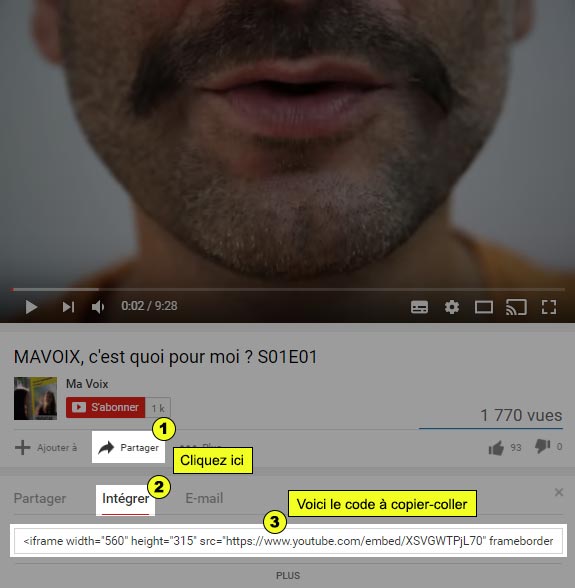 0:02 / 9:28
MAVOIX, c'est quoi pour moi ? S01E01
Ma Voix
S'abonner 1 k
1 770 vues
1
Ajouter à Partager Plus 93 0
Cliquez ici
2
Partager Intégrer E-mail
Voici le code à copier-coller
3
<iframe width="560" height="315" src="https://www.youtube.com/embed/XSVGWTPjL70" frameborder
PLUS